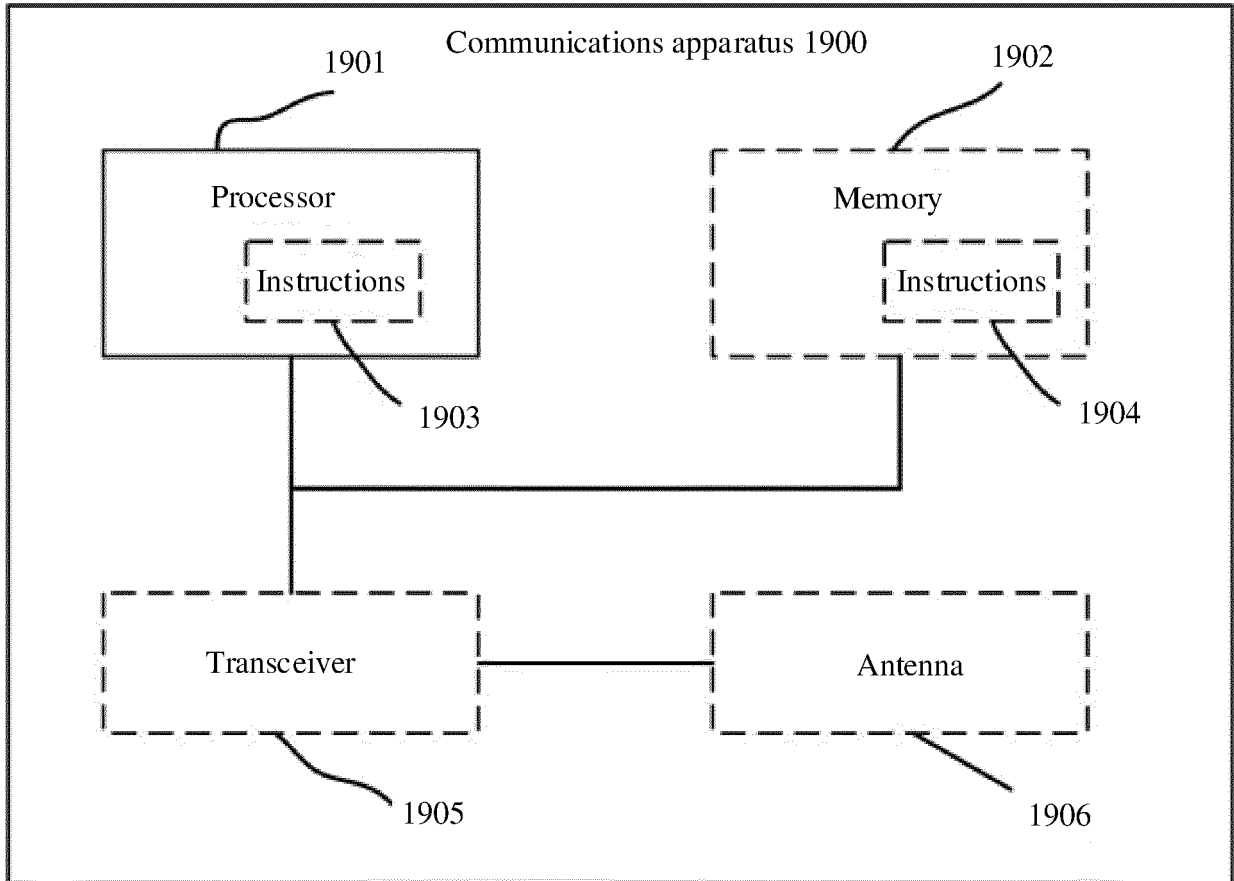 Communications apparatus 1900
1901
1902
Processor
Memory
Instructions
Instructions
1903
1904
Transceiver
Antenna
1905
1906